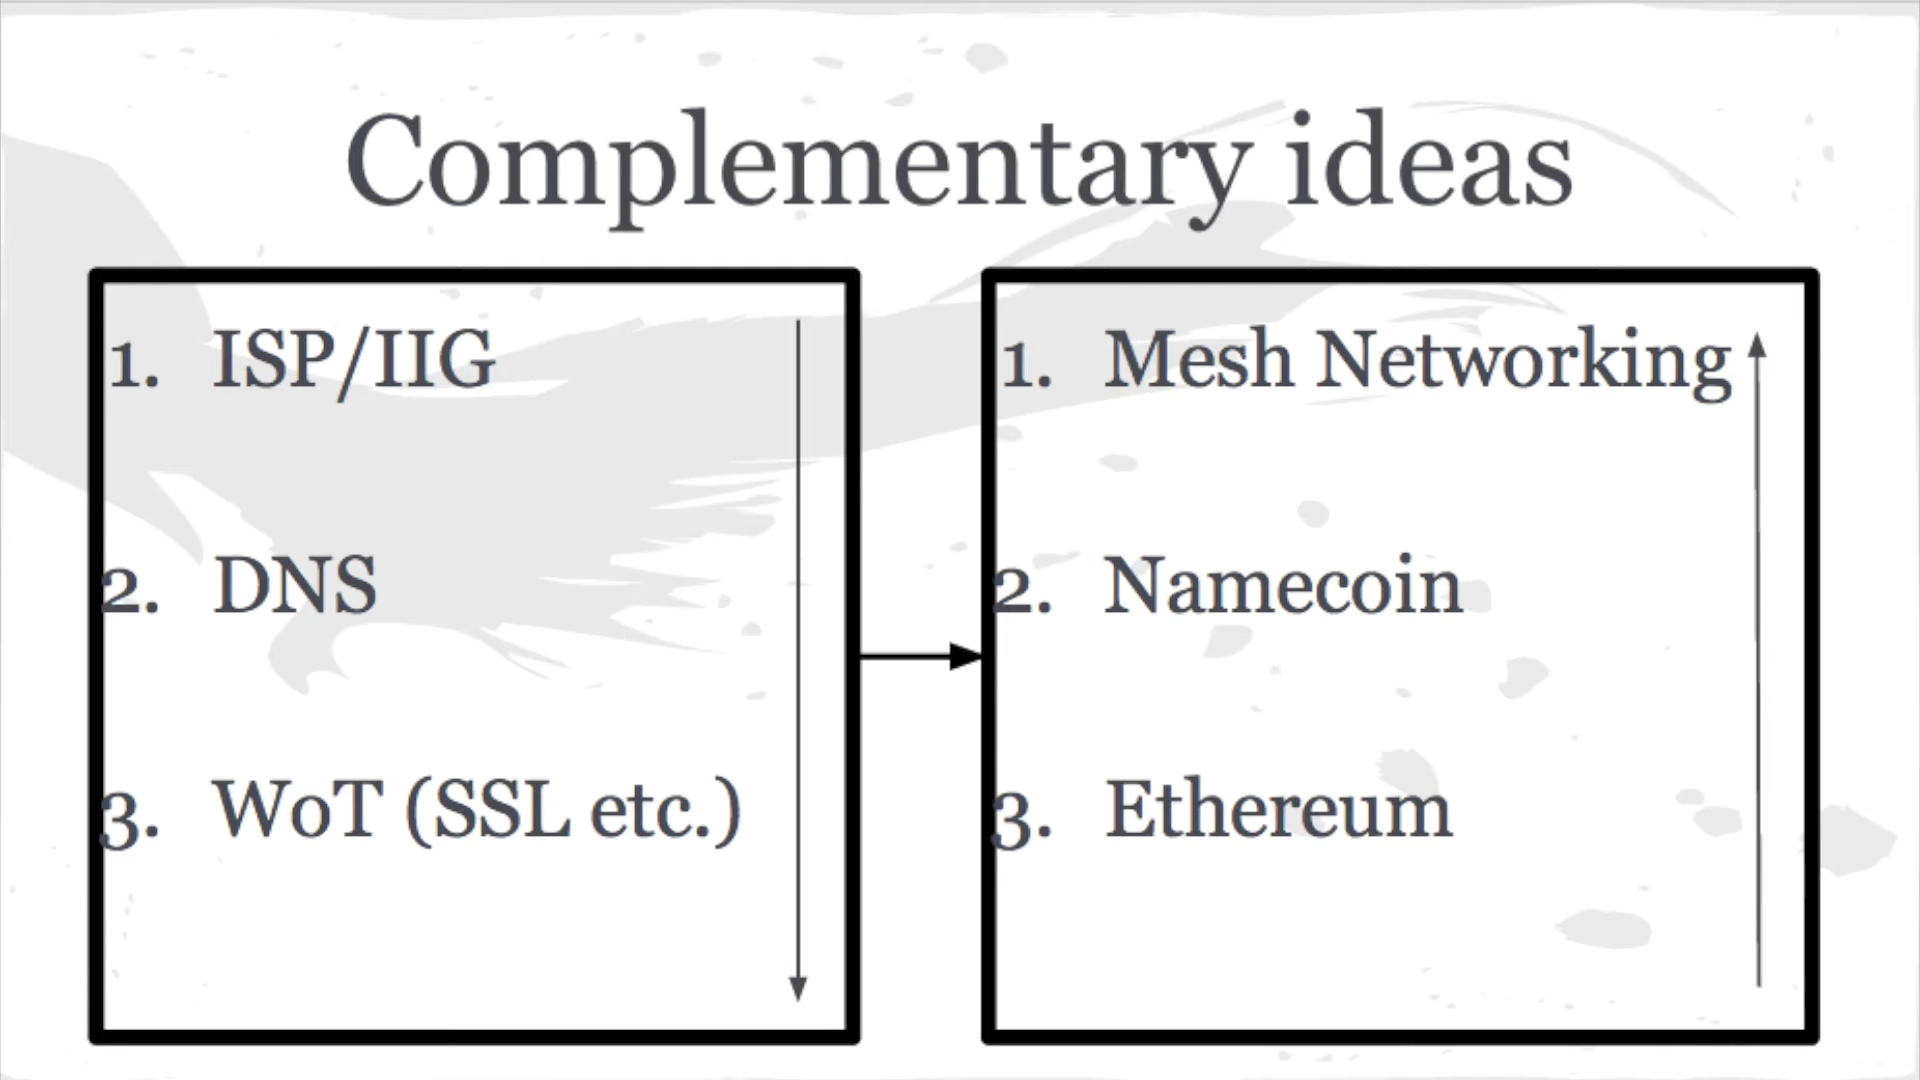 Complementary ideas
1. ISP/IIG
2. DNS
3. WoT (SSL etc.)
1. Mesh Networking
2. Namecoin
3. Ethereum